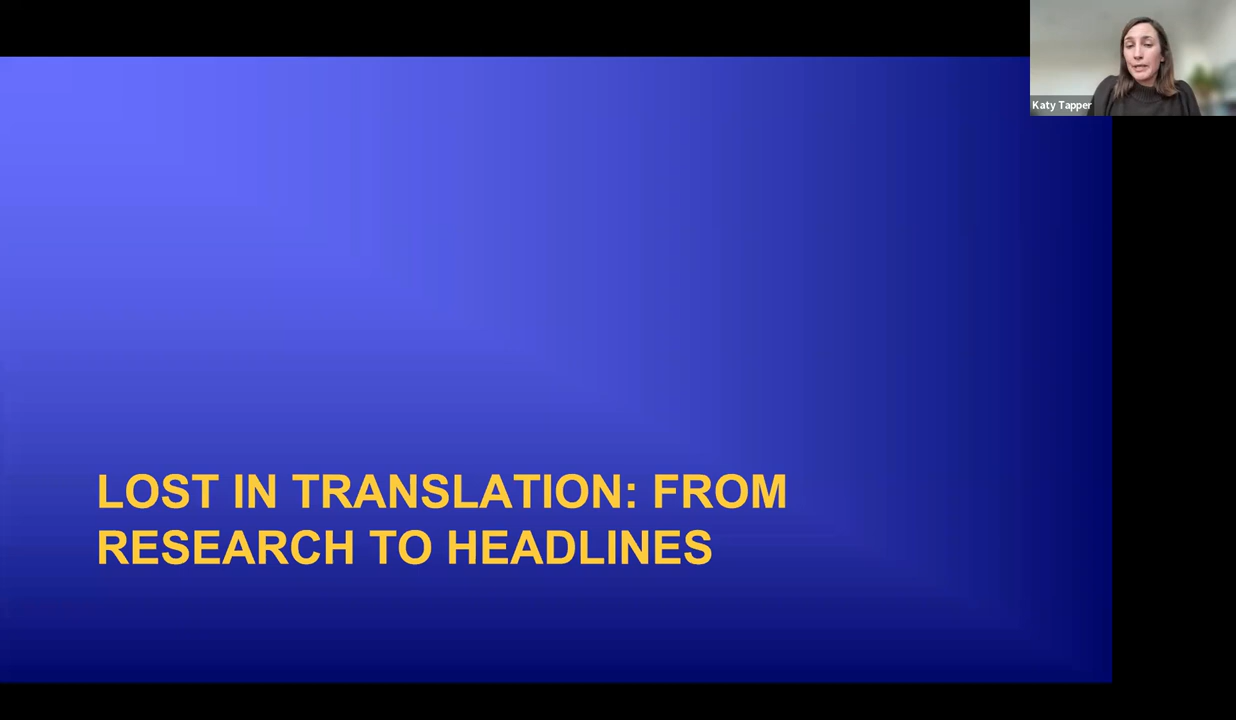 Katy Tapper
LOST IN TRANSLATION: FROM
RESEARCH TO HEADLINES